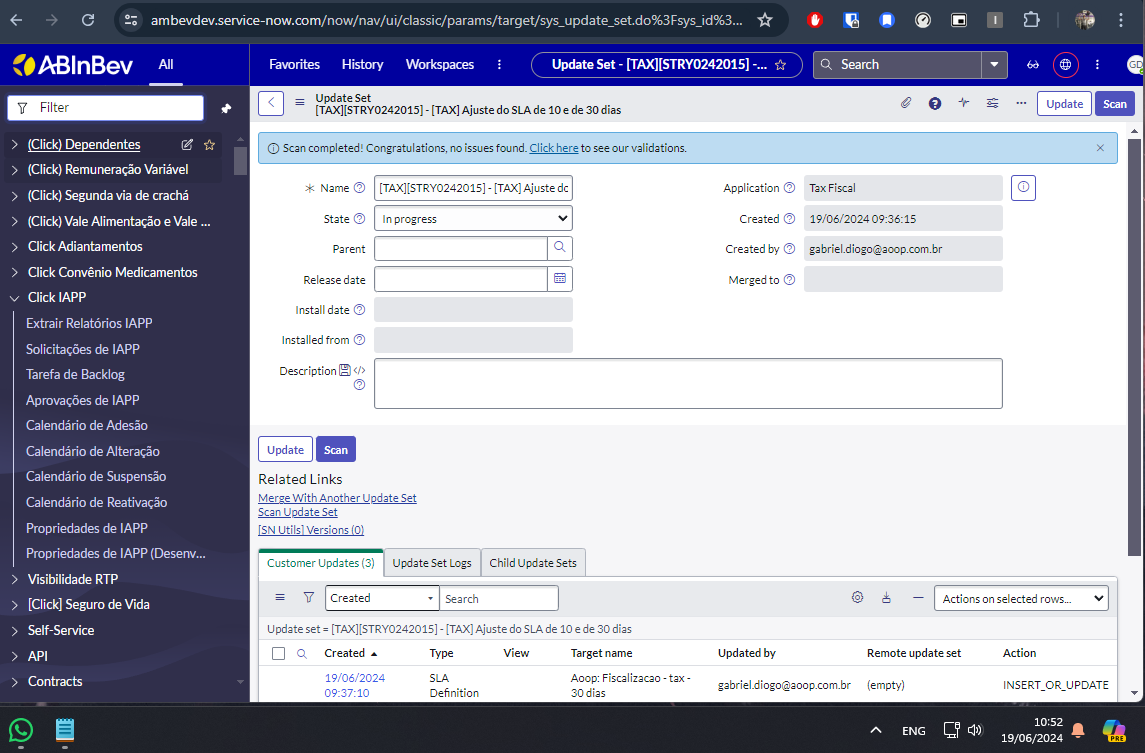 ambevdev.service-now.com/now/nav/ui/classic/params/target/sys_update_set.do%3Fsys_id%3...
ABInBev
All
Favorites
History
Workspaces
Update Set - [TAX][STRY0242015] -...
Search
GD
Filter
(Click) Dependentes
(Click) Remuneração Variável
(Click) Segunda via de crachá
(Click) Vale Alimentação e Vale ...
Click Adiantamentos
Click Convênio Medicamentos
Click IAPP
Extrair Relatórios IAPP
Solicitações de IAPP
Tarefa de Backlog
Aprovações de IAPP
Calendário de Adesão
Calendário de Alteração
Calendário de Suspensão
Calendário de Reativação
Propriedades de IAPP
Propriedades de IAPP (Desenv...
Visibilidade RTP
[Click] Seguro de Vida
Self-Service
API
Contracts
Update Set
[TAX][STRY0242015] - [TAX] Ajuste do SLA de 10 e de 30 dias
Update
Scan
Scan completed! Congratulations, no issues found. Click here to see our validations.
Name [TAX][STRY0242015] - [TAX] Ajuste dc
State In progress
Parent
Release date
Install date
Installed from
Description
Application Tax Fiscal
Created 19/06/2024 09:36:15
Created by gabriel.diogo@aoop.com.br
Merged to
Update
Scan
Related Links
Merge With Another Update Set
Scan Update Set
[SN Utils] Versions (0)
Customer Updates (3)
Update Set Logs
Child Update Sets
Created
Search
Actions on selected rows...
Update set = [TAX][STRY0242015] - [TAX] Ajuste do SLA de 10 e de 30 dias
Created Type View Target name Updated by Remote update set Action
19/06/2024 SLA Aoop: Fiscalizacao - tax -
09:37:10 Definition 30 dias gabriel.diogo@aoop.com.br (empty) INSERT_OR_UPDATE
ENG
10:52
19/06/2024
PRE